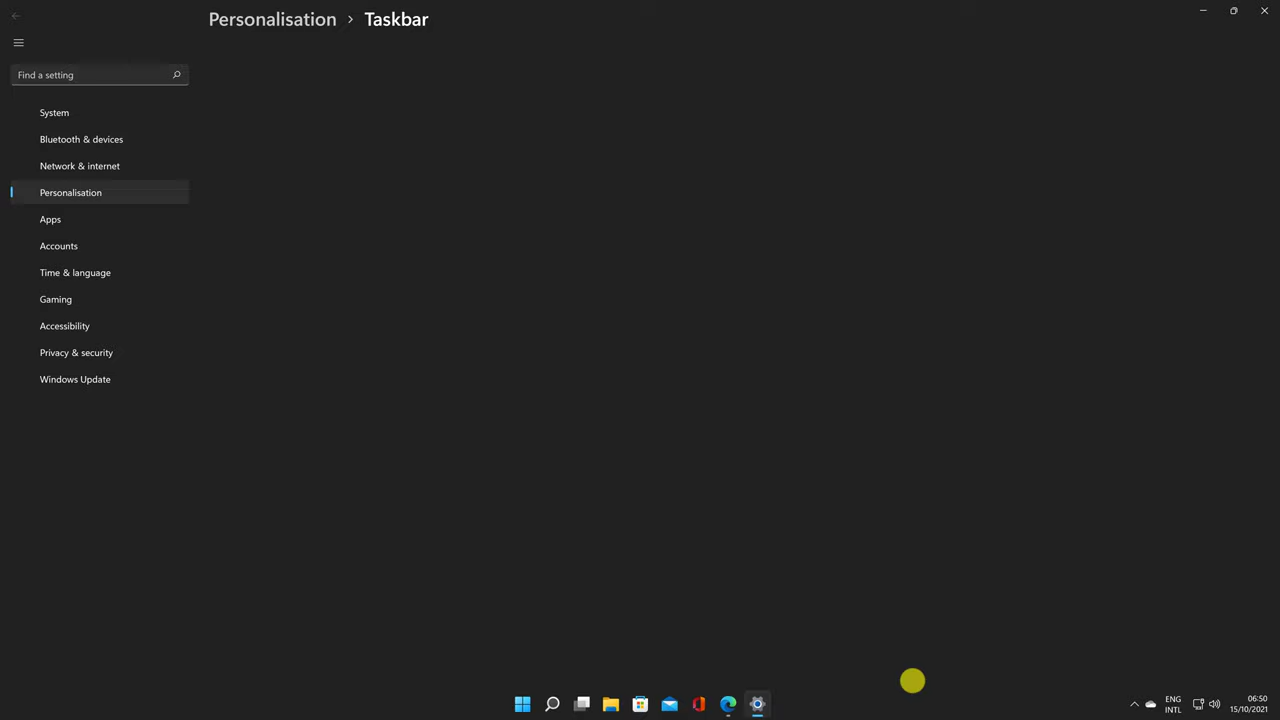 Personalisation > Taskbar
Find a setting
System
Bluetooth & devices
Network & internet
Personalisation
Apps
Accounts
Time & language
Gaming
Accessibility
Privacy & security
Windows Update
ENG
INTL
06:50
15/10/2021